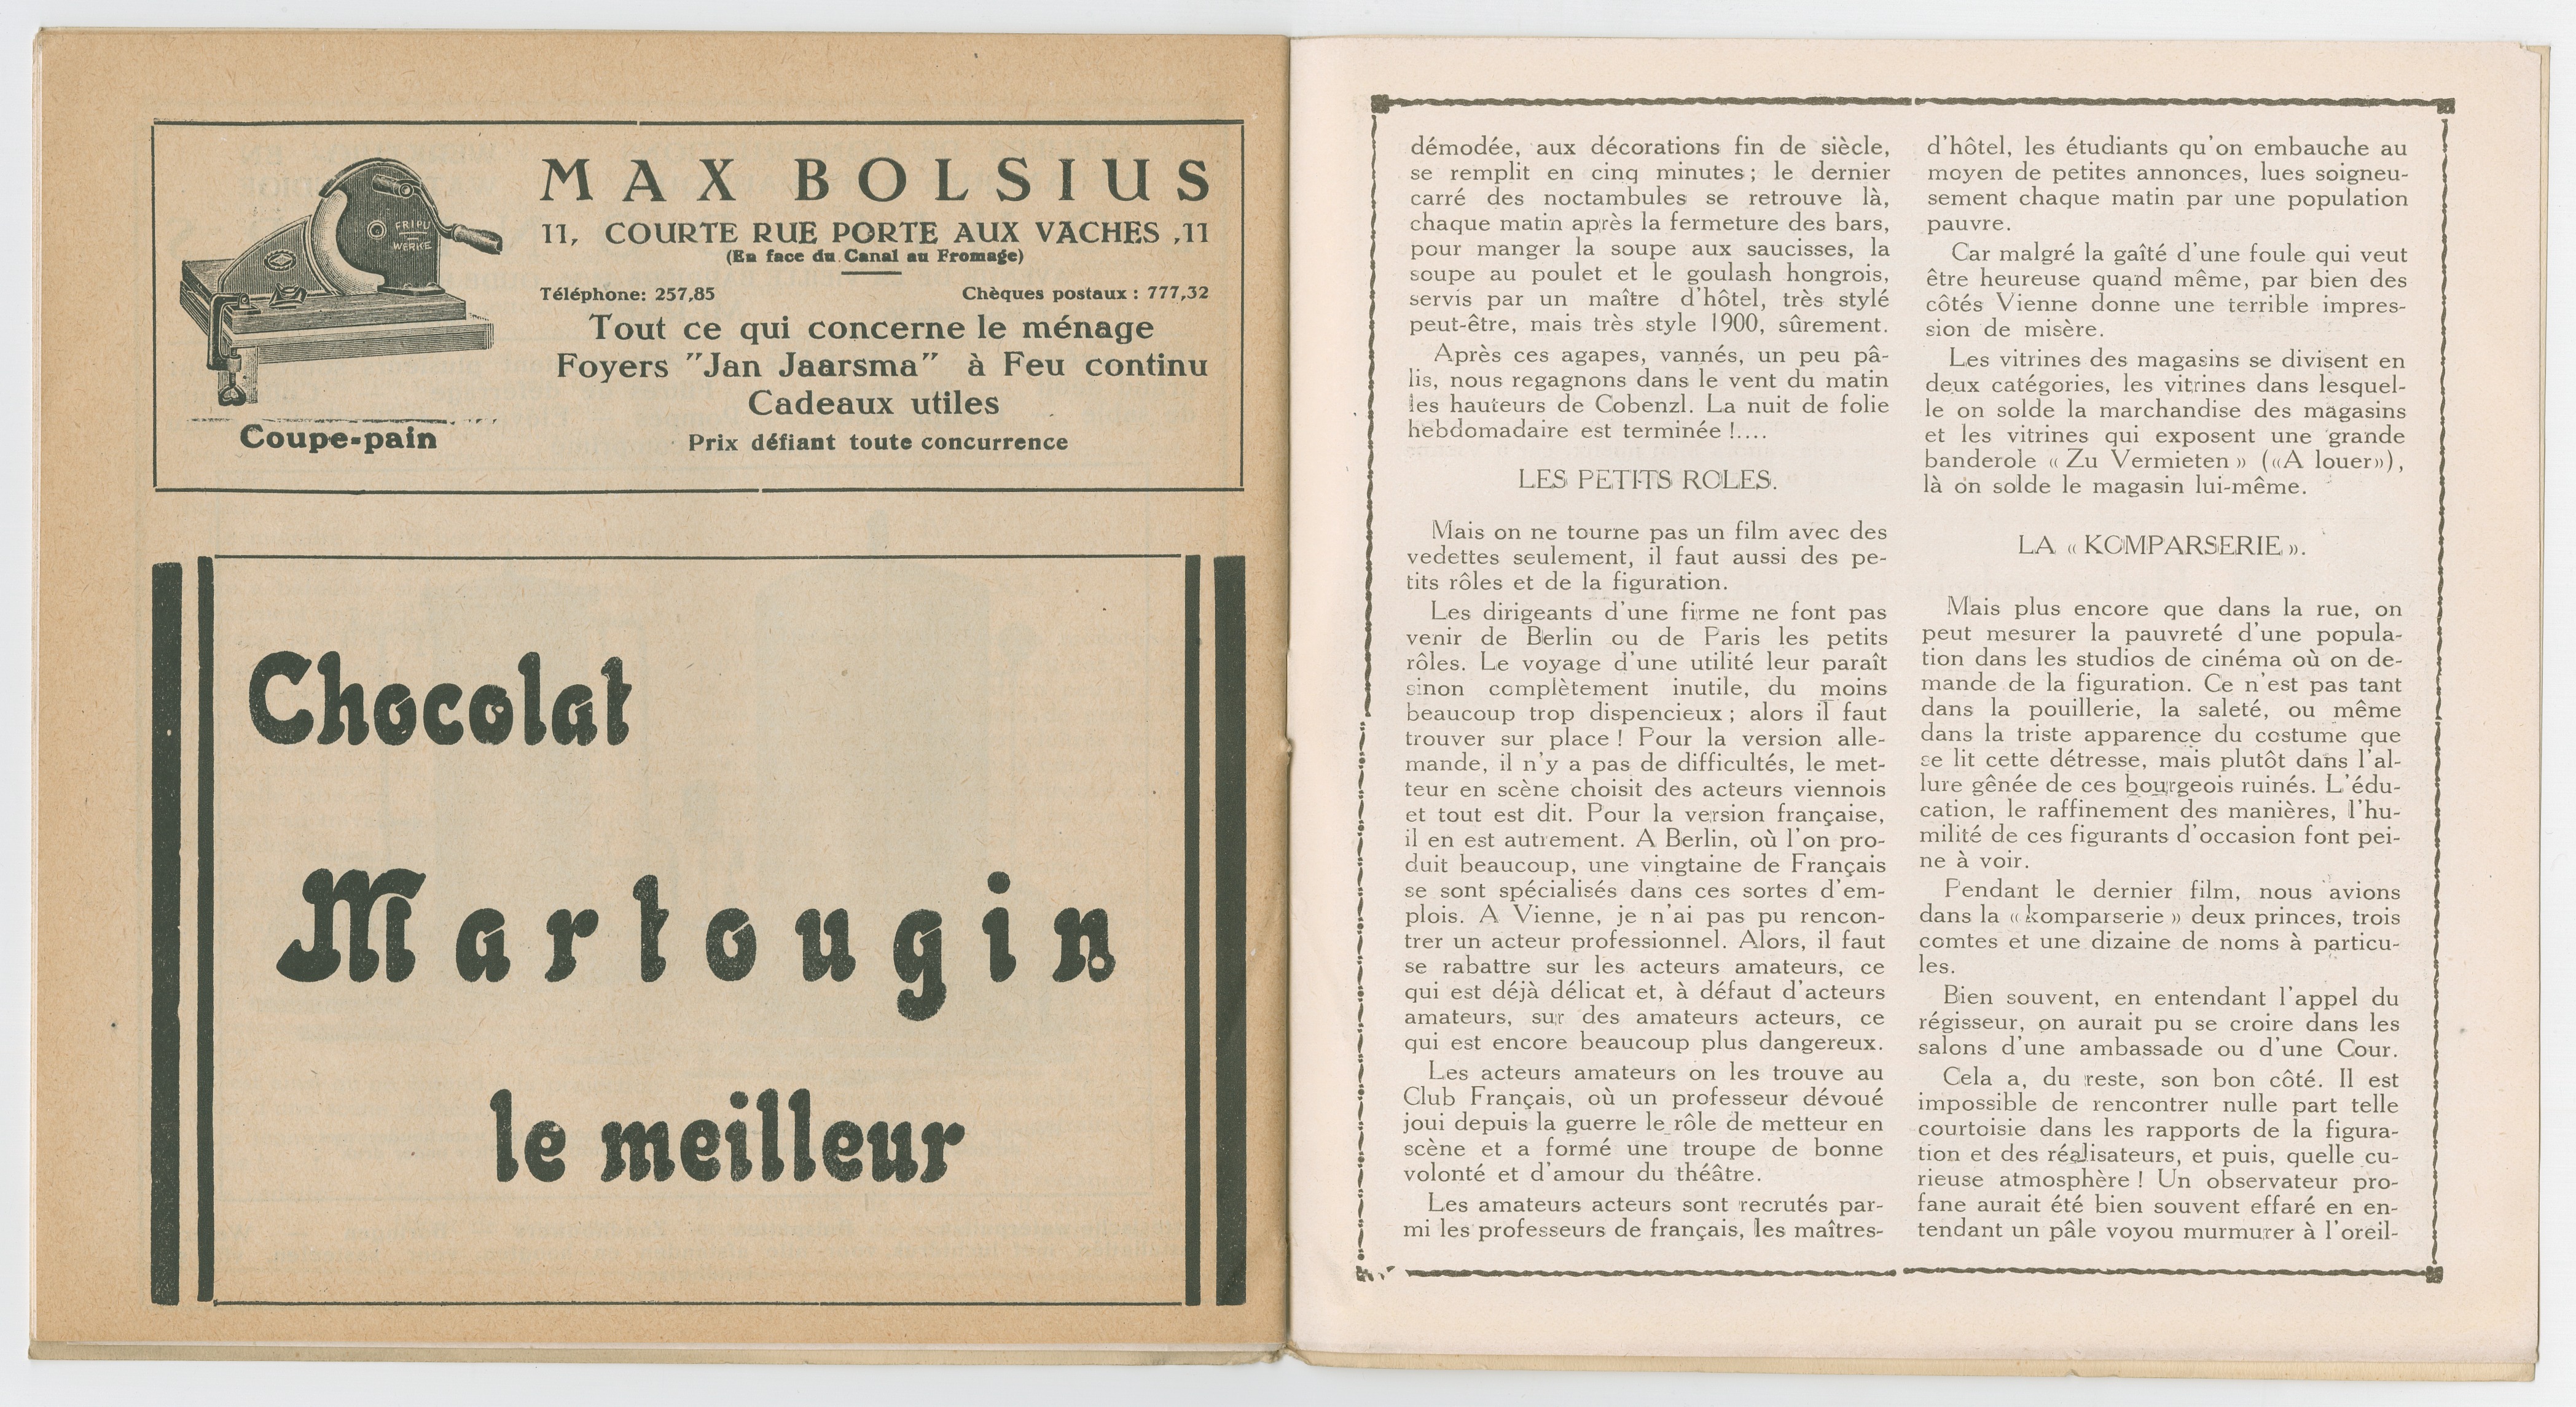 FRIPU
WERKE
Coupe-pain
MAX BOLSIUS
11, COURTE RUE PORTE AUX VACHES ,11
(En face du Canal au Fromage)
Téléphone: 257,85 Chèques postaux : 777,32
Tout ce qui concerne le ménage
Foyers "Jan Jaarsma" à Feu continu
Cadeaux utiles
Prix défiant toute concurrence
Chocolat
Martougin
le meilleur
démodée, aux décorations fin de siècle,
se remplit en cinq minutes ; le dernier
carré des noctambules se retrouve là,
chaque matin après la fermeture des bars,
pour manger la soupe aux saucisses, la
soupe au poulet et le goulash hongrois,
servis par un maître d'hôtel, très stylé
peut-être, mais très style 1900, sûrement.
Après ces agapes, vannés, un peu pâ-
lis, nous regagnons dans le vent du matin
les hauteurs de Cobenzl. La nuit de folie
hebdomadaire est terminée !....
LES PETITS ROLES.
Mais on ne tourne pas un film avec des
vedettes seulement, il faut aussi des pe-
tits rôles et de la figuration.
Les dirigeants d'une firme ne font pas
venir de Berlin ou de Paris les petits
rôles. Le voyage d'une utilité leur paraît
sinon complètement inutile, du moins
beaucoup trop dispencieux ; alors il faut
trouver sur place ! Pour la version alle-
mande, il n'y a pas de difficultés, le met-
teur en scène choisit des acteurs viennois
et tout est dit. Pour la version française,
il en est autrement. A Berlin, où l'on pro-
duit beaucoup, une vingtaine de Français
se sont spécialisés dans ces sortes d'em-
plois. A Vienne, je n'ai pas pu rencon-
trer un acteur professionnel. Alors, il faut
se rabattre sur les acteurs amateurs, ce
qui est déjà délicat et, à défaut d'acteurs
amateurs, sur des amateurs acteurs, ce
qui est encore beaucoup plus dangereux.
Les acteurs amateurs on les trouve au
Club Français, où un professeur dévoué
joui depuis la guerre le rôle de metteur en
scène et a formé une troupe de bonne
volonté et d'amour du théâtre.
Les amateurs acteurs sont recrutés par-
mi les professeurs de français, les maîtres-
d'hôtel, les étudiants qu'on embauche au
moyen de petites annonces, lues soigneu-
sement chaque matin par une population
pauvre.
Car malgré la gaîté d'une foule qui veut
être heureuse quand même, par bien des
côtés Vienne donne une terrible impres-
sion de misère.
Les vitrines des magasins se divisent en
deux catégories, les vitrines dans lesquel-
le on solde la marchandise des magasins
et les vitrines qui exposent une grande
banderole « Zu Vermieten » («A louer»),
là on solde le magasin lui-même.
LA « KOMPARSERIE ».
Mais plus encore que dans la rue, on
peut mesurer la pauvreté d'une popula-
tion dans les studios de cinéma où on de-
mande de la figuration. Ce n'est pas tant
dans la pouillerie, la saleté, ou même
dans la triste apparence du costume que
se lit cette détresse, mais plutôt dans l'al-
lure gênée de ces bourgeois ruinés. L'édu-
cation, le raffinement des manières, l'hu-
milité de ces figurants d'occasion font pei-
ne à voir.
Pendant le dernier film, nous avions
dans la « komparserie » deux princes, trois
comtes et une dizaine de noms à particu-
les.
Bien souvent, en entendant l'appel du
régisseur, on aurait pu se croire dans les
salons d'une ambassade ou d'une Cour.
Cela a, du reste, son bon côté. Il est
impossible de rencontrer nulle part telle
courtoisie dans les rapports de la figura-
tion et des réalisateurs, et puis, quelle cu-
rieuse atmosphère ! Un observateur pro-
fane aurait été bien souvent effaré en en-
tendant un pâle voyou murmurer à l'oreil-